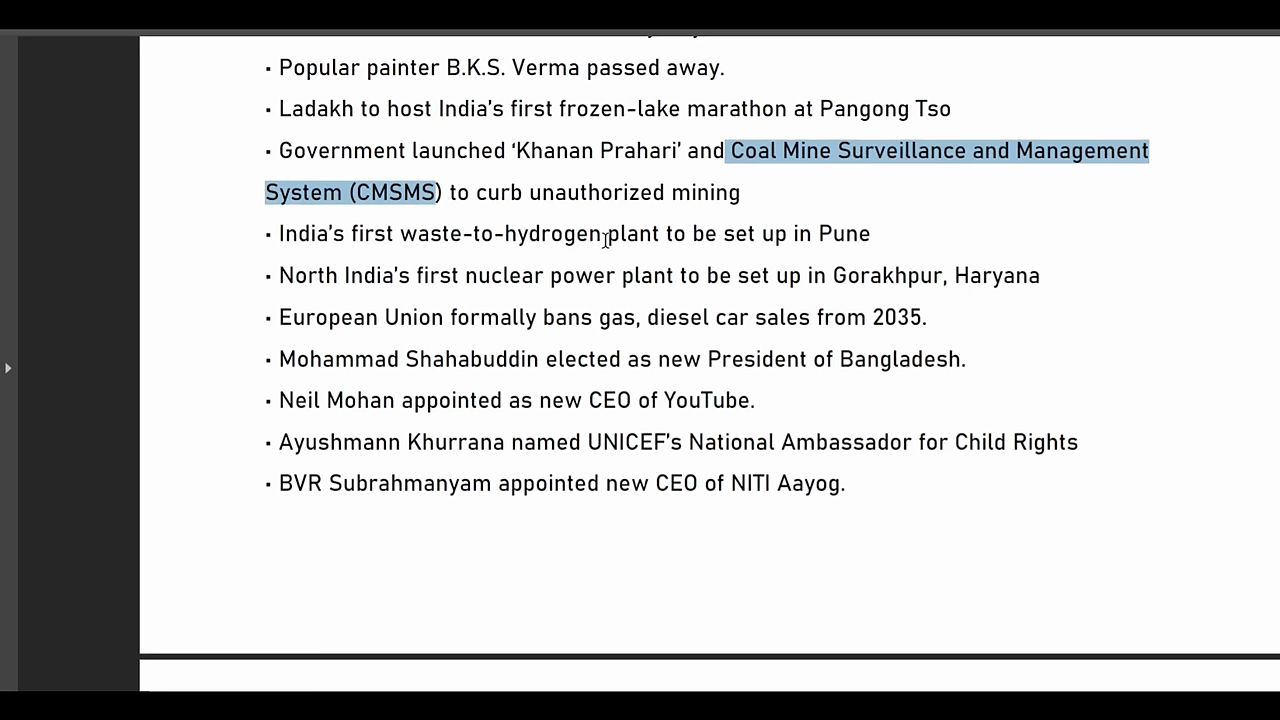 · Popular painter B.K.S. Verma passed away.
· Ladakh to host India’s first frozen-lake marathon at Pangong Tso
· Government launched ‘Khanan Prahari’ and Coal Mine Surveillance and Management
System (CMSMS) to curb unauthorized mining
· India’s first waste-to-hydrogen plant to be set up in Pune
· North India’s first nuclear power plant to be set up in Gorakhpur, Haryana
· European Union formally bans gas, diesel car sales from 2035.
· Mohammad Shahabuddin elected as new President of Bangladesh.
· Neil Mohan appointed as new CEO of YouTube.
· Ayushmann Khurrana named UNICEF’s National Ambassador for Child Rights
· BVR Subrahmanyam appointed new CEO of NITI Aayog.